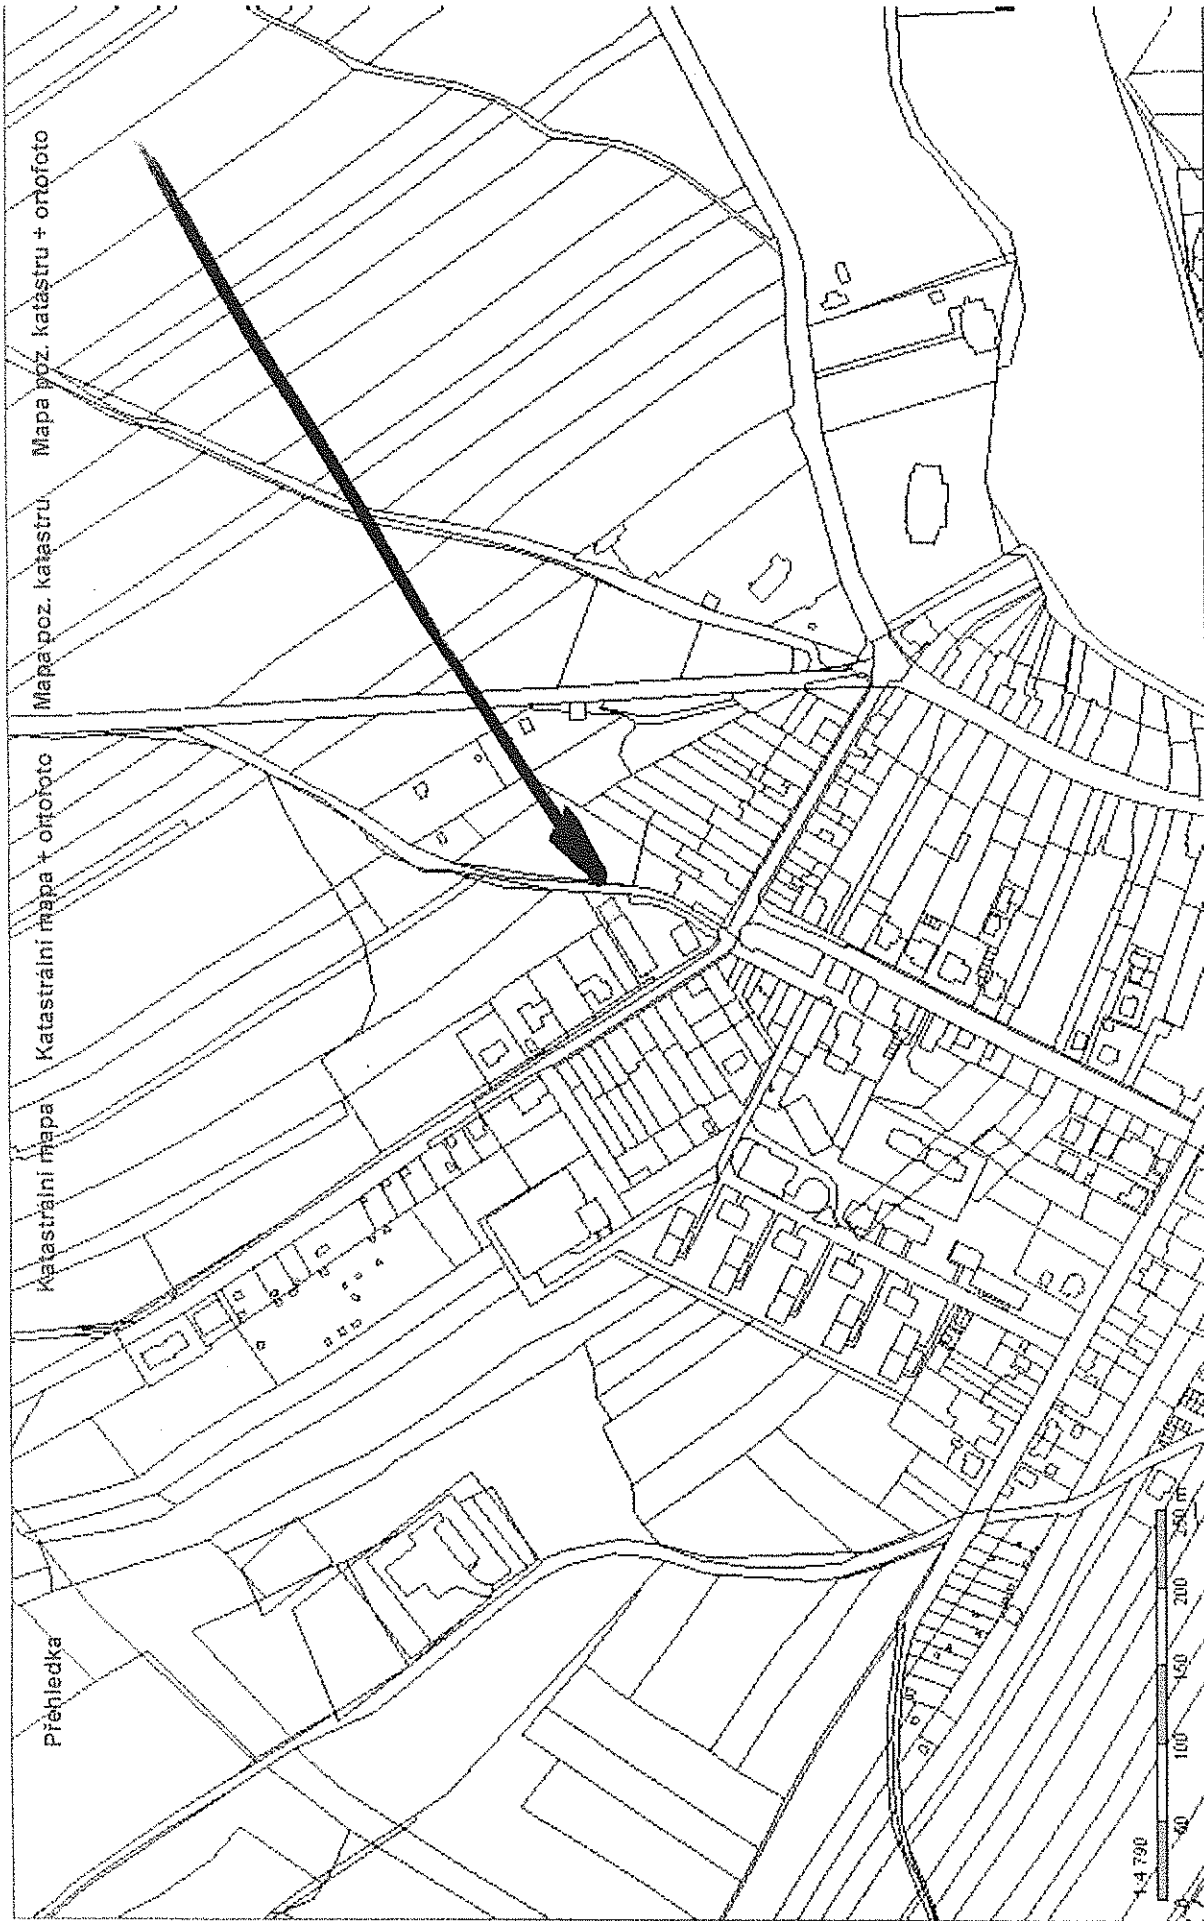 Přehledka Katastrální mapa Katastrální mapa + ortofoto Mapa poz. katastru Mapa poz. katastru + ortofoto
1:4 790
0 50 100 150 200 250 m